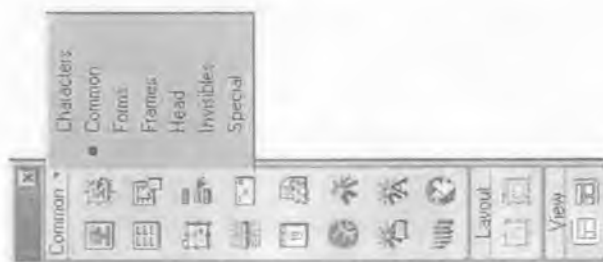 Common
Characters
Common
Forms
Frames
Head
Invisibles
Special
Layout
View